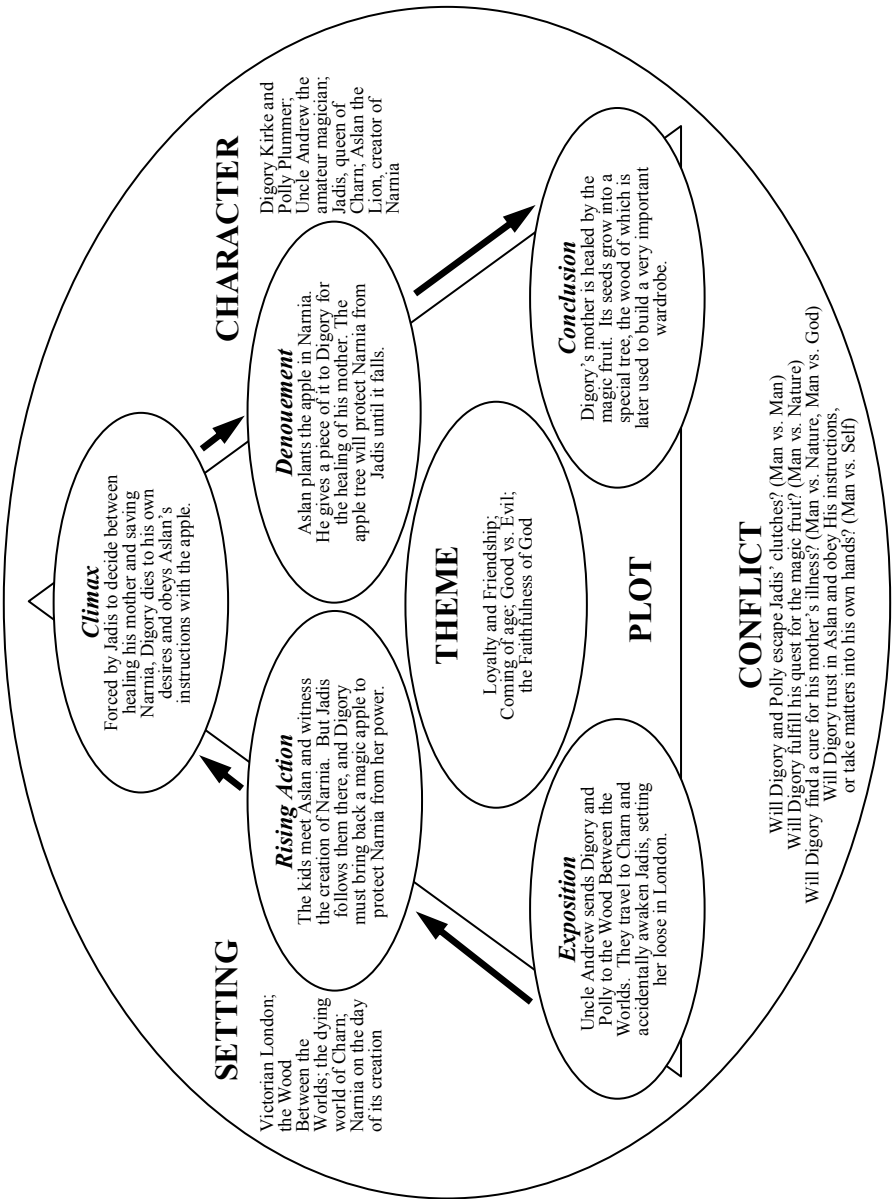 SETTING
Victorian London;
the Wood
Between the
Worlds; the dying
world of Charn;
Narnia on the day
of its creation
Climax
Forced by Jadis to decide between
healing his mother and saving
Narnia, Digory dies to his own
desires and obeys Aslan's
instructions with the apple.
CHARACTER
Digory Kirke and
Polly Plummer;
Uncle Andrew the
amateur magician;
Jadis, queen of
Charn; Aslan the
Lion, creator of
Narnia
Rising Action
The kids meet Aslan and witness
the creation of Narnia.  But Jadis
follows them there, and Digory
must bring back a magic apple to
protect Narnia from her power.
Denouement
Aslan plants the apple in Narnia.
He gives a piece of it to Digory for
the healing of his mother. The
apple tree will protect Narnia from
Jadis until it falls.
THEME
Loyalty and Friendship;
Coming of age; Good vs. Evil;
the Faithfulness of God
Exposition
Uncle Andrew sends Digory and
Polly to the Wood Between the
Worlds.  They travel to Charn and
accidentally awaken Jadis, setting
her loose in London.
PLOT
Conclusion
Digory's mother is healed by the
magic fruit.  Its seeds grow into a
special tree, the wood of which is
later used to build a very important
wardrobe.
CONFLICT
Will Digory and Polly escape Jadis' clutches? (Man vs. Man)
Will Digory fulfill his quest for the magic fruit? (Man vs. Nature)
Will Digory find a cure for his mother's illness? (Man vs. Nature, Man vs. God)
Will Digory trust in Aslan and obey His instructions,
or take matters into his own hands? (Man vs. Self)